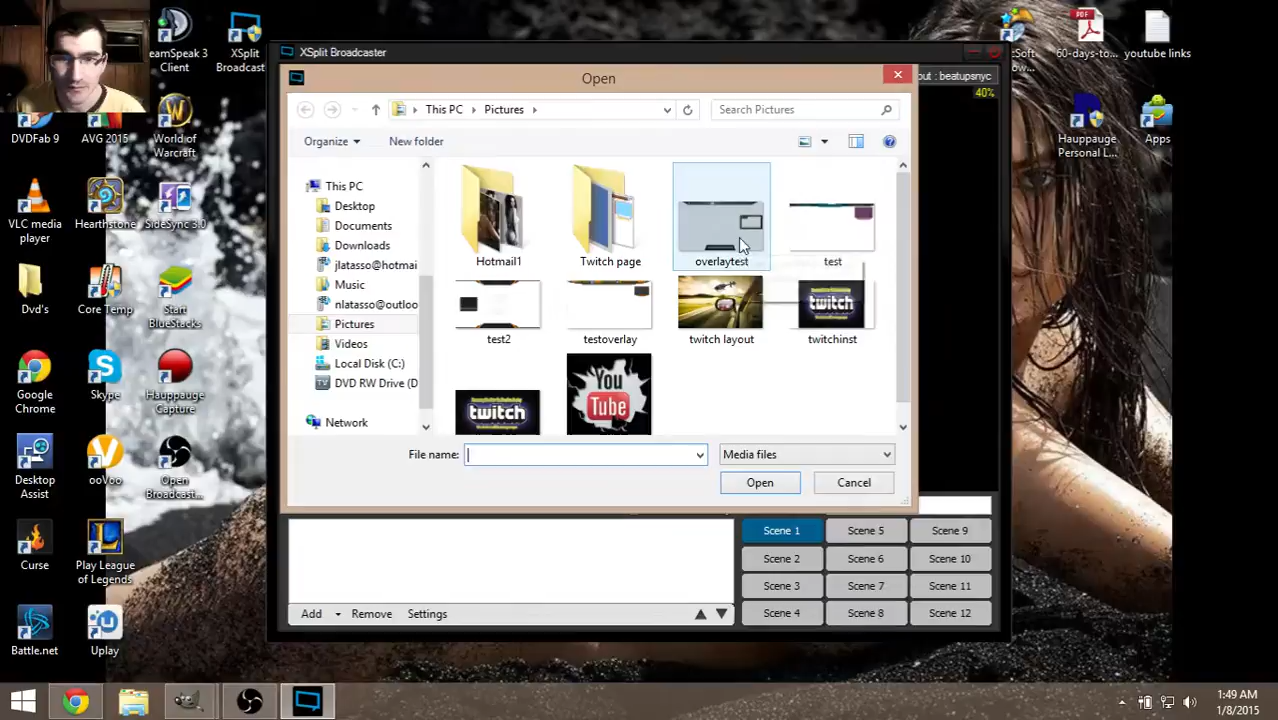 eamSpeak 3
Client
XSplit
Broadcast...
XSplit Broadcaster
PDF
eSoft
ow...
60-days-to...
youtube links
Open
out : beatupsnyc
40%
This PC
Pictures
Search Pictures
Organize
New folder
DVDFab 9
AVG 2015
World of
Warcraft
Hauppauge
Personal L...
Apps
VLC media
player
Hearthstone
SideSync 3.0
This PC
Desktop
Documents
Downloads
jlatasso@hotmai
Music
nlatasso@outloo
Pictures
Videos
Local Disk (C:)
DVD RW Drive (D
Network
Hotmail1
Twitch page
overlaytest
test
test2
testoverlay
twitch layout
twitchinst
twitch
twitch
You
Tube
Dvd's
Core Temp
Start
BlueStacks
Google
Chrome
Skype
Hauppauge
Capture
File name:
Media files
Open
Cancel
Desktop
Assist
ooVoo
Open
Broadcast...
Scene 1
Scene 5
Scene 9
Scene 2
Scene 6
Scene 10
Scene 3
Scene 7
Scene 11
Scene 4
Scene 8
Scene 12
Curse
Play League
of Legends
Add
Remove
Settings
Battle.net
Uplay
1:49 AM
1/8/2015